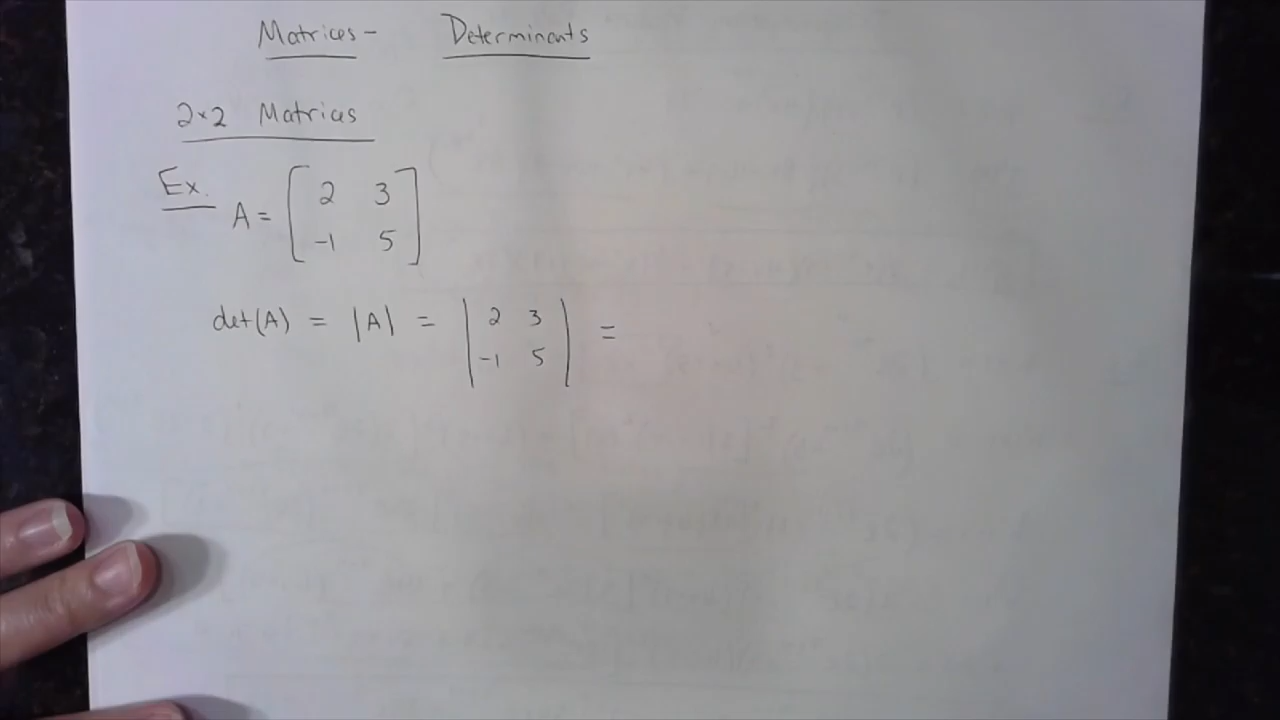 Matrices - Determinants
2×2 Matrices
Ex. A = [ 2 3
-1 5 ]
det(A) = |A| = | 2 3
-1 5 | =